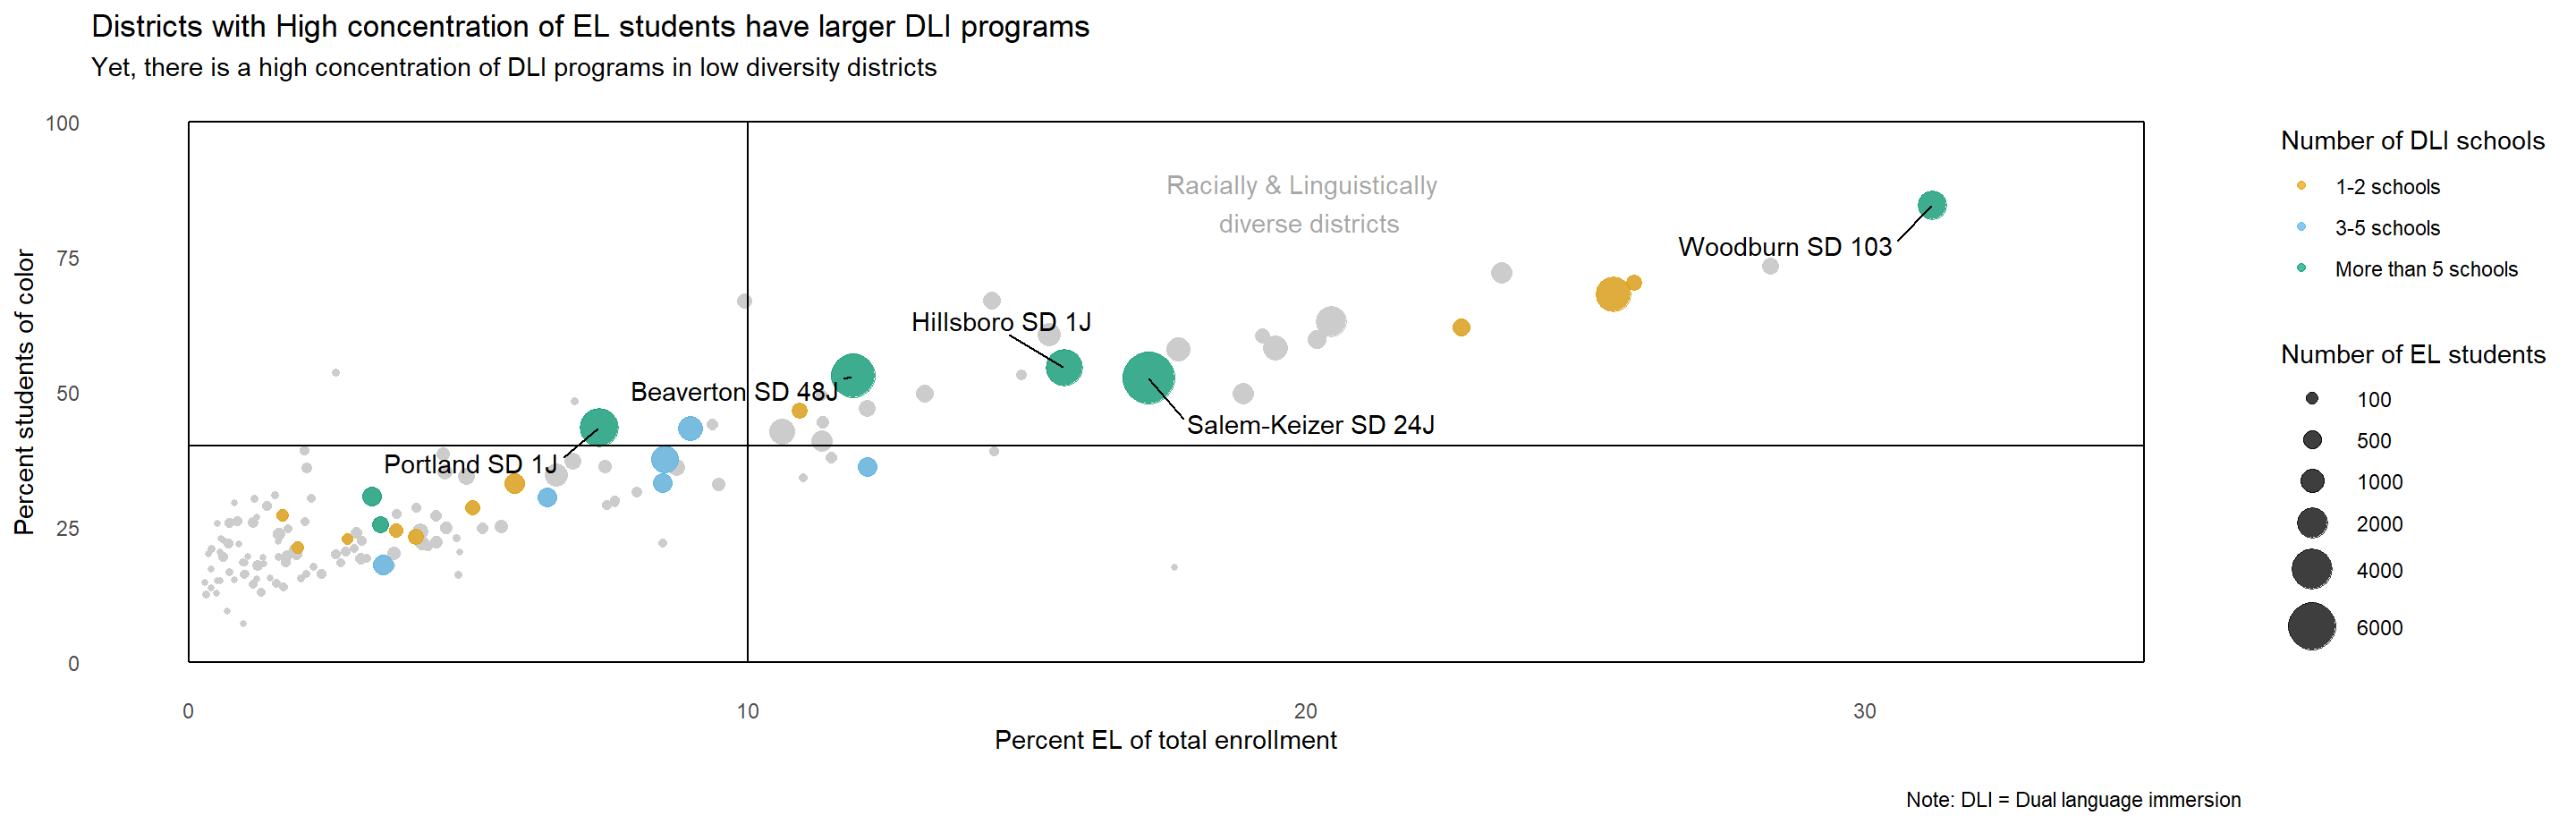 Districts with High concentration of EL students have larger DLI programs
Yet, there is a high concentration of DLI programs in low diversity districts
Percent students of color
100
75
50
25
0
Racially & Linguistically
diverse districts
Woodburn SD 103
Hillsboro SD 1J
Beaverton SD 48J
Salem-Keizer SD 24J
Portland SD 1J
0
10
20
30
Percent EL of total enrollment
Number of DLI schools
1-2 schools
3-5 schools
More than 5 schools
Number of EL students
100
500
1000
2000
4000
6000
Note: DLI = Dual language immersion